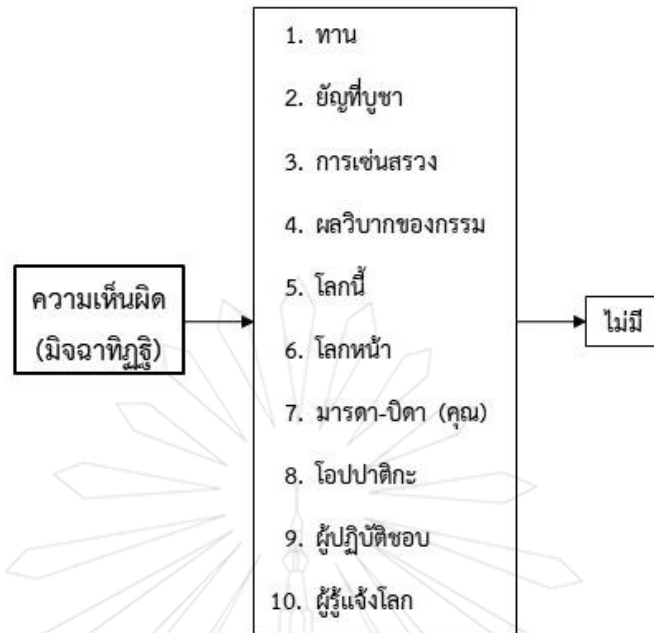 ความเห็นผิด
(มิจฉาทิฏฐิ)
1. ทาน
2. ยัญที่บูชา
3. การเซ่นสรวง
4. ผลวิบากของกรรม
5. โลกนี้
6. โลกหน้า
7. มารดา-บิดา (คุณ)
8. โอปปาติกะ
9. ผู้ปฏิบัติชอบ
10. ผู้รู้แจ้งโลก
ไม่มี